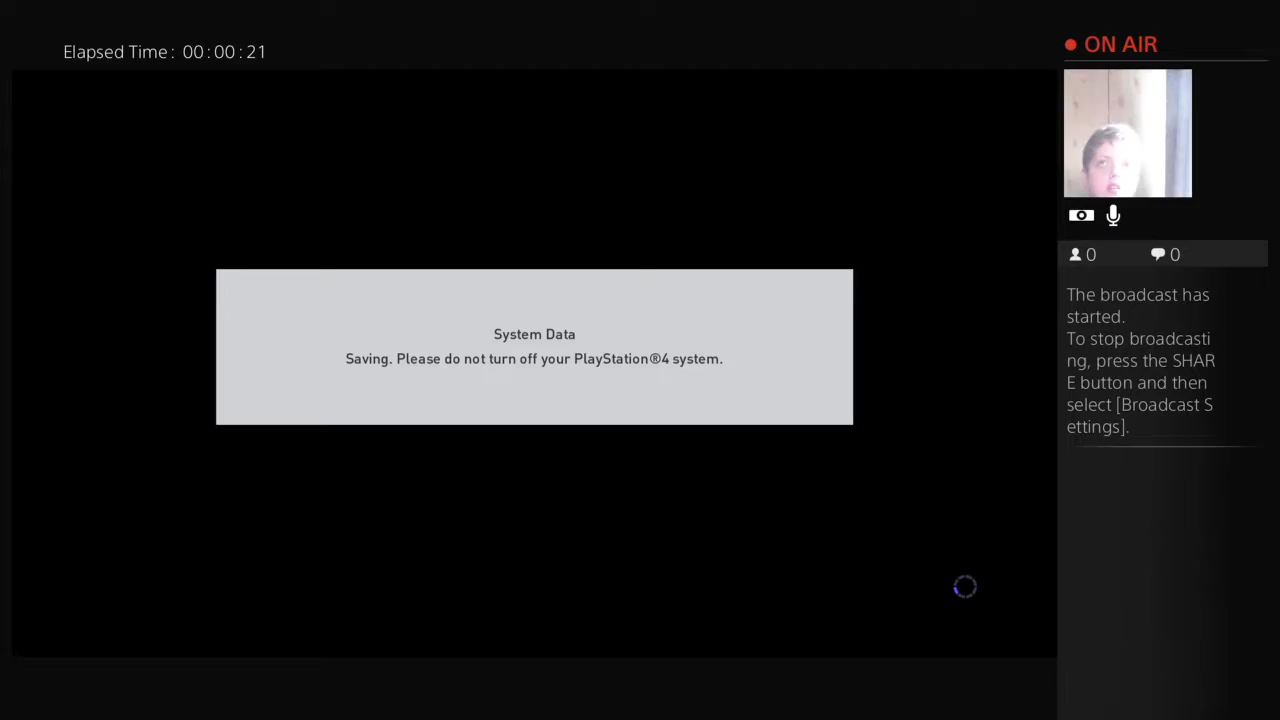 Elapsed Time: 00:00:21
ON AIR
0
0
The broadcast has
started.
To stop broadcasti
ng, press the SHAR
E button and then
select [Broadcast S
ettings].
System Data
Saving. Please do not turn off your PlayStation®4 system.